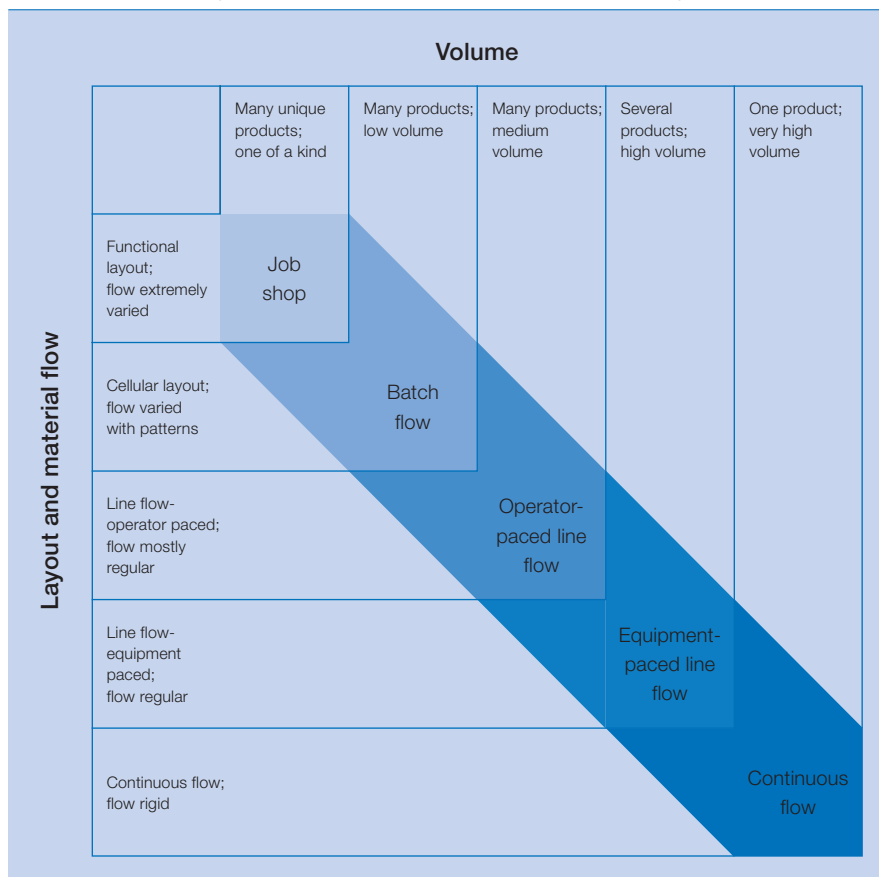 Volume
Many unique
products;
one of a kind
Many products;
low volume
Many products;
medium
volume
Several
products;
high volume
One product;
very high
volume
Layout and material flow
Functional
layout;
flow extremely
varied
Job
shop
Cellular layout;
flow varied
with patterns
Batch
flow
Line flow-
operator paced;
flow mostly
regular
Operator-
paced line
flow
Line flow-
equipment
paced;
flow regular
Equipment-
paced line
flow
Continuous flow;
flow rigid
Continuous
flow